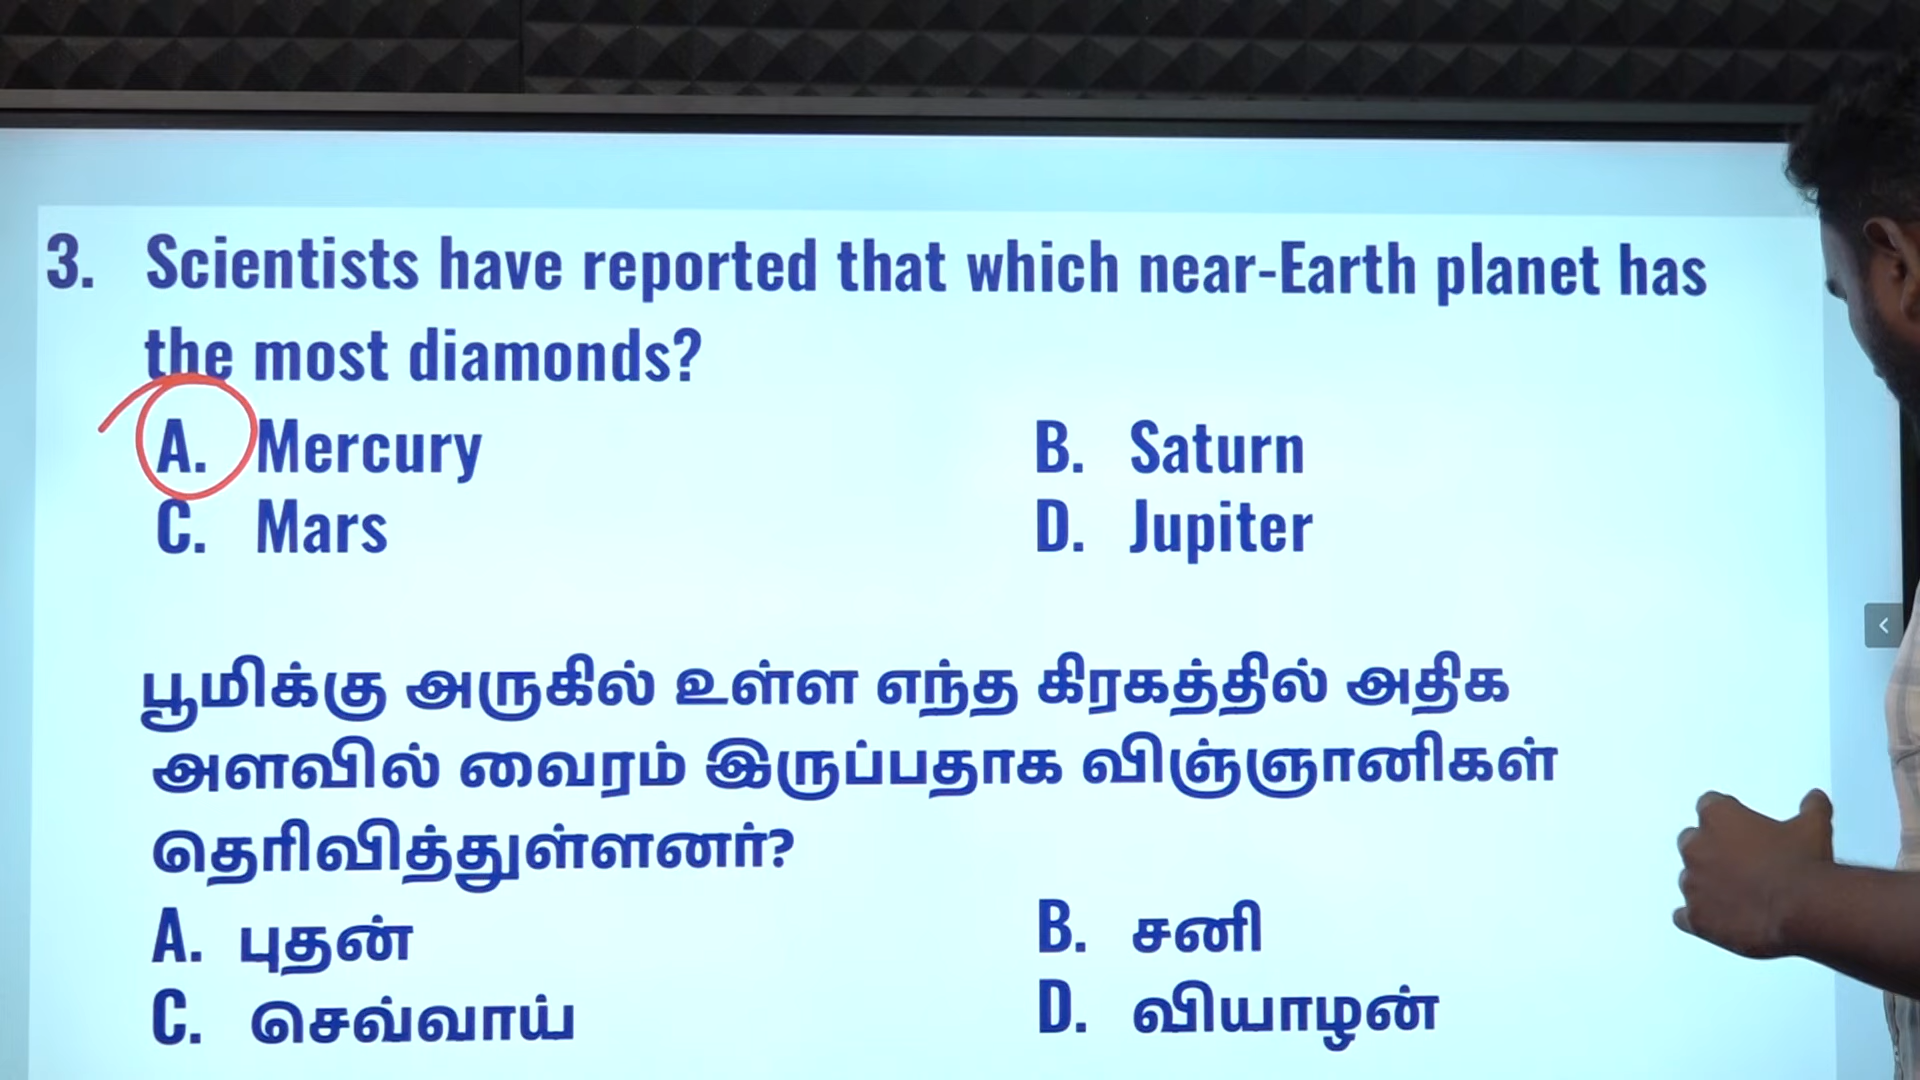 3. Scientists have reported that which near-Earth planet has
the most diamonds?
A. Mercury B. Saturn
C. Mars D. Jupiter
பூமிக்கு அருகில் உள்ள எந்த கிரகத்தில் அதிக
அளவில் வைரம் இருப்பதாக விஞ்ஞானிகள்
தெரிவித்துள்ளனர்?
A. புதன் B. சனி
C. செவ்வாய் D. வியாழன்